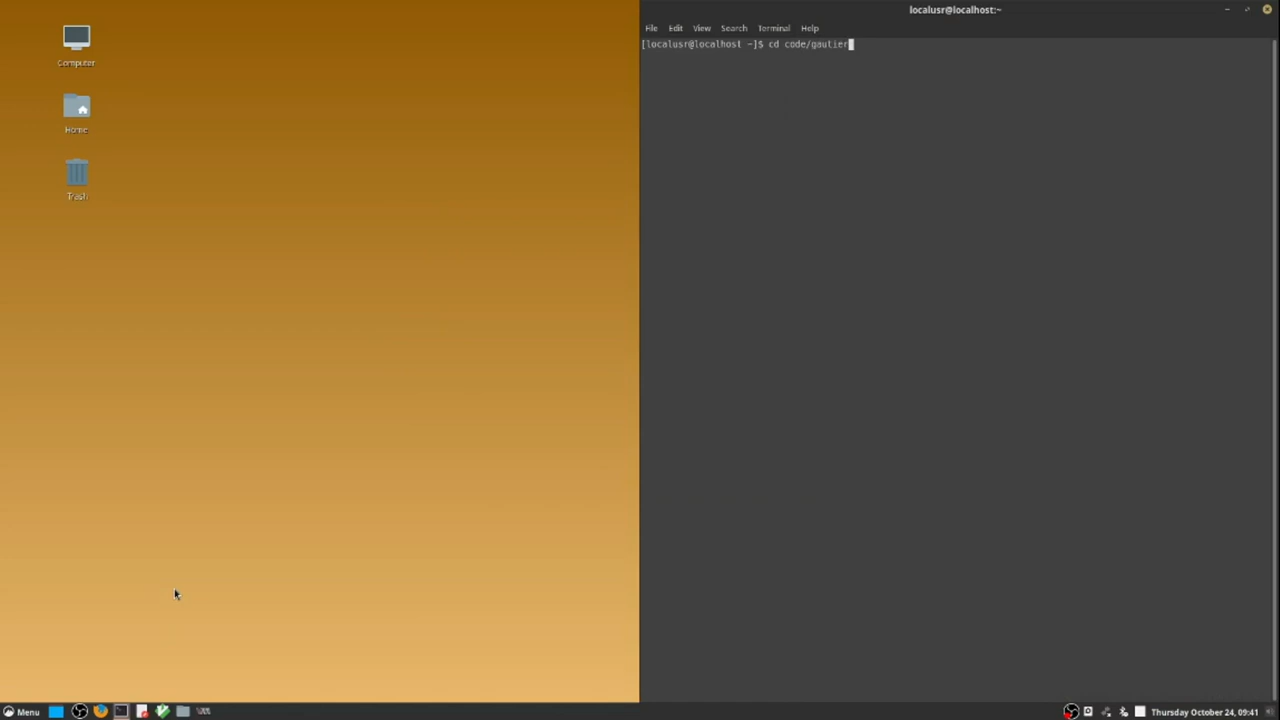 Computer
Home
Trash
localusr@localhost:~
File Edit View Search Terminal Help
[localusr@localhost ~]$ cd code/gautier
Menu
Thursday October 24, 09:41